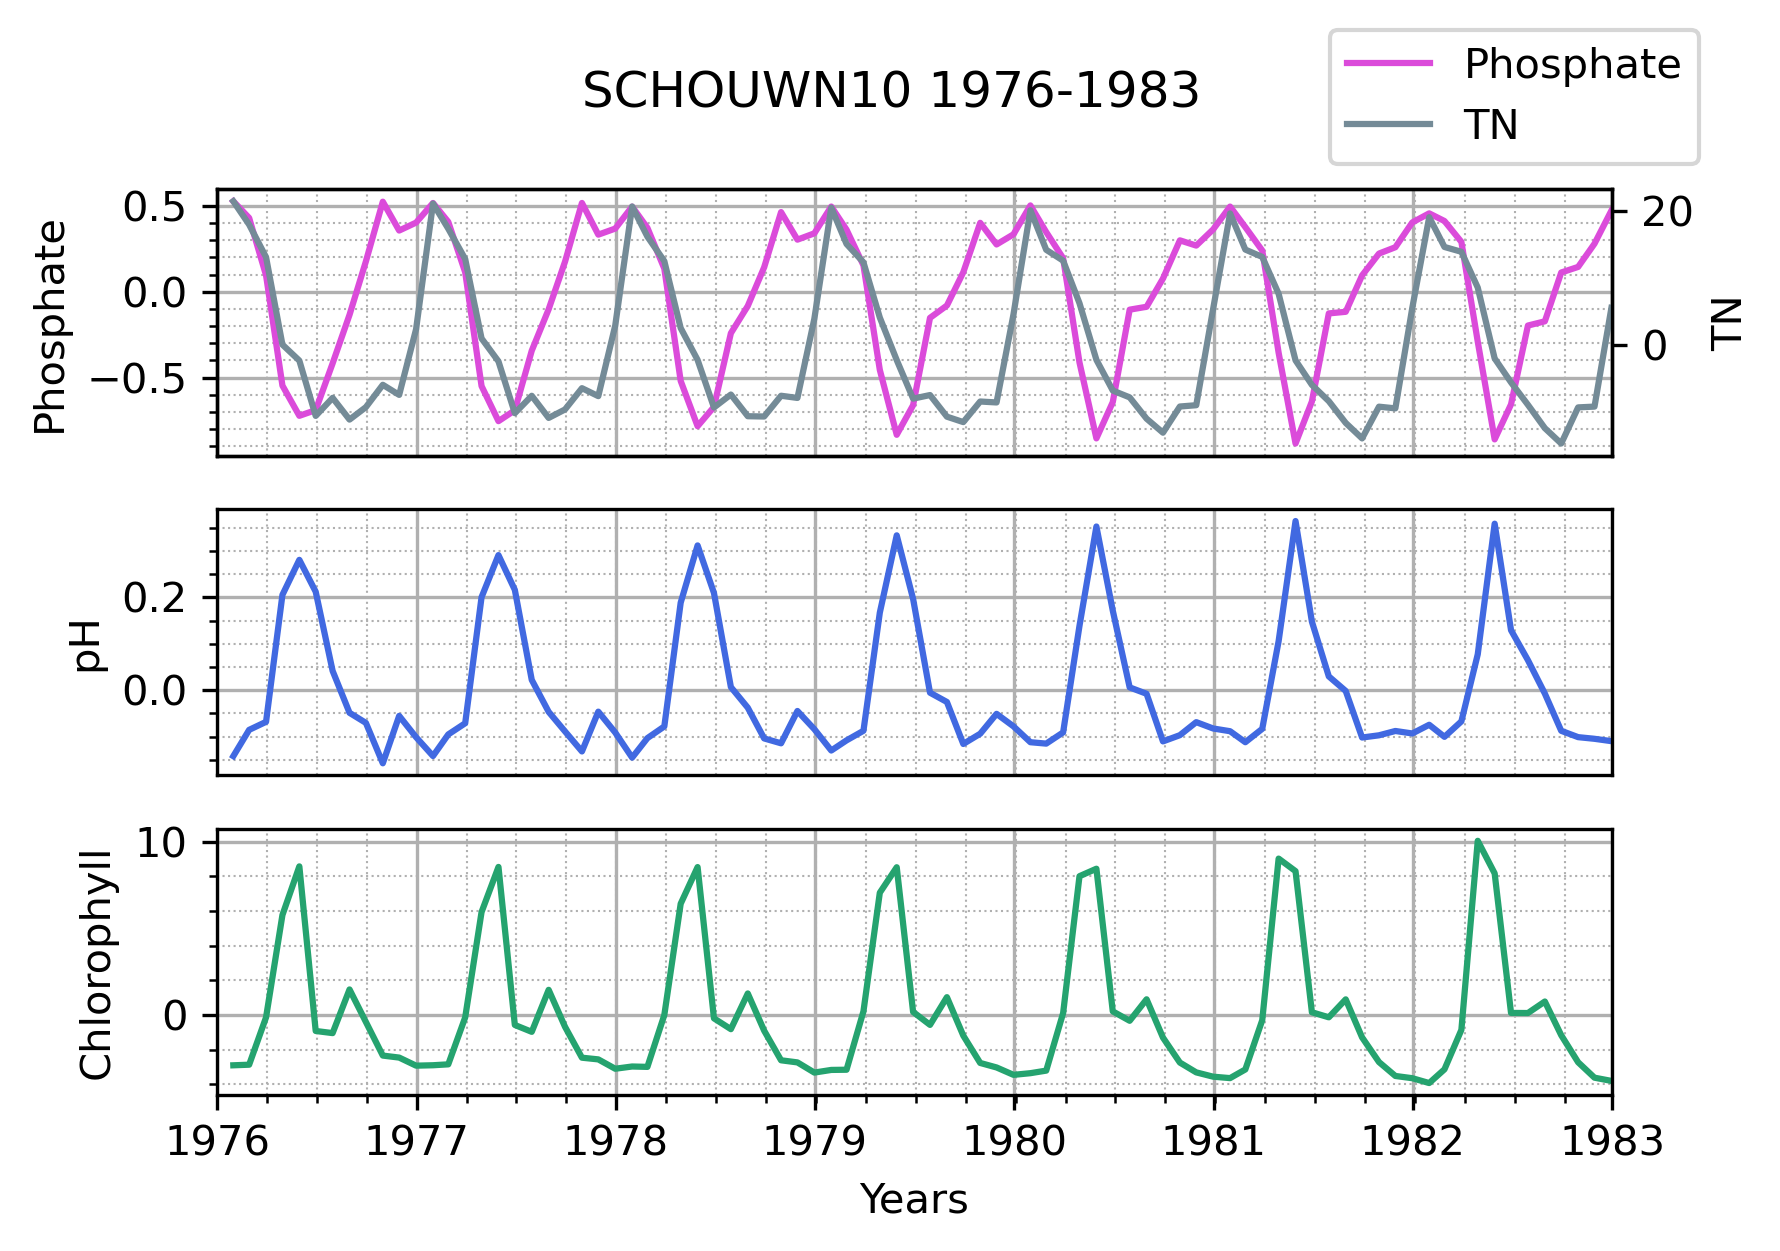 SCHOUWN10 1976-1983
Phosphate
TN
Phosphate
0.5
0.0
−0.5
20
0
TN
pH
0.2
0.0
Chlorophyll
10
0
1976 1977 1978 1979 1980 1981 1982 1983
Years